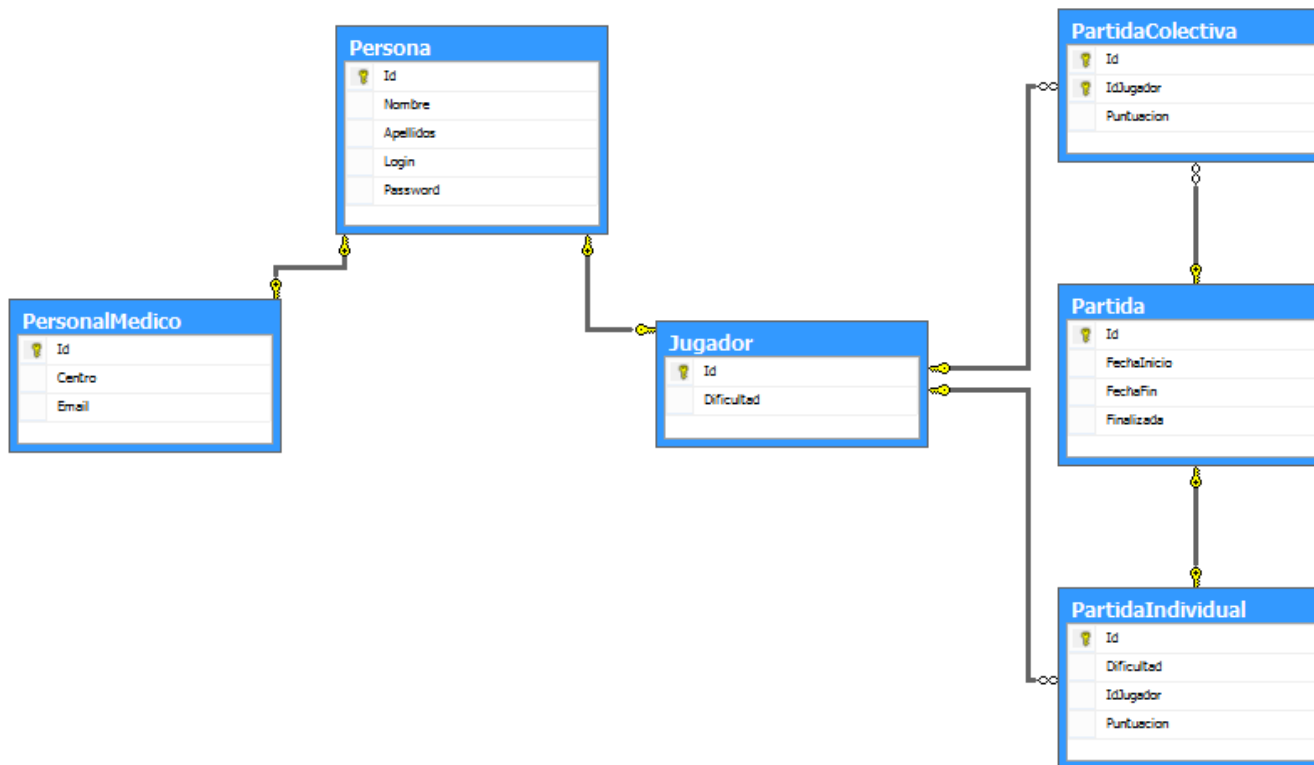 Persona
Id
Nombre
Apellidos
Login
Password
PersonalMedico
Id
Centro
Email
Jugador
Id
Dificultad
PartidaColectiva
Id
IdJugador
Puntuacion
Partida
Id
FechaInicio
FechaFin
Finalizada
PartidaIndividual
Id
Dificultad
IdJugador
Puntuacion